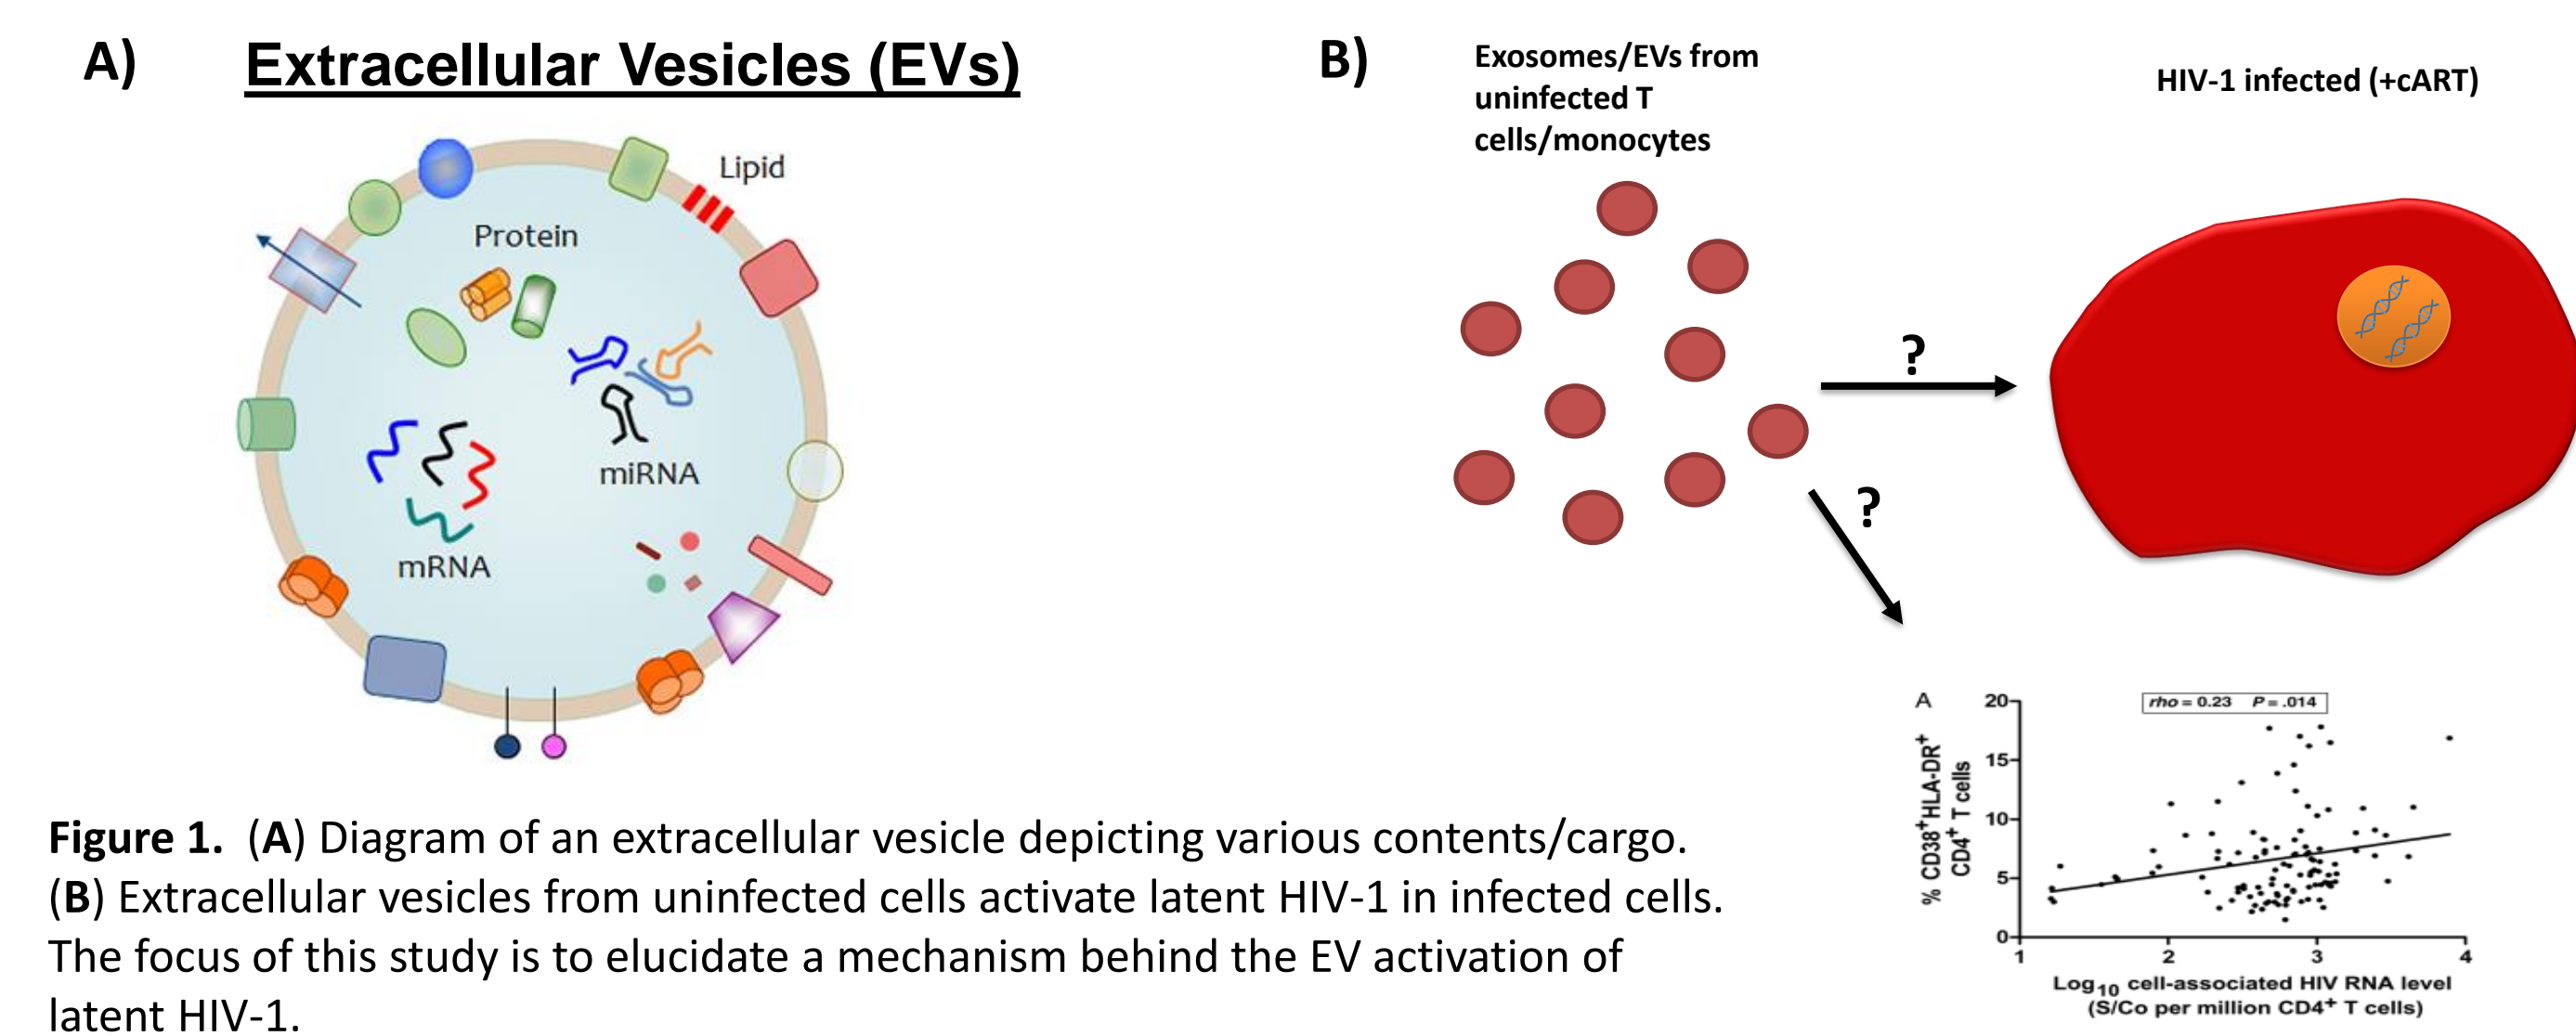 A)
Extracellular Vesicles (EVs)
Lipid
Protein
miRNA
mRNA
B)
Exosomes/EVs from
uninfected T
cells/monocytes
HIV-1 infected (+cART)
?
?
A
rho = 0.23 P = .014
% CD38+HLA-DR+
CD4+ T cells
20
15
10
5
0
1 2 3 4
Log10 cell-associated HIV RNA level
(S/Co per million CD4+ T cells)
Figure 1. (A) Diagram of an extracellular vesicle depicting various contents/cargo.
(B) Extracellular vesicles from uninfected cells activate latent HIV-1 in infected cells.
The focus of this study is to elucidate a mechanism behind the EV activation of
latent HIV-1.